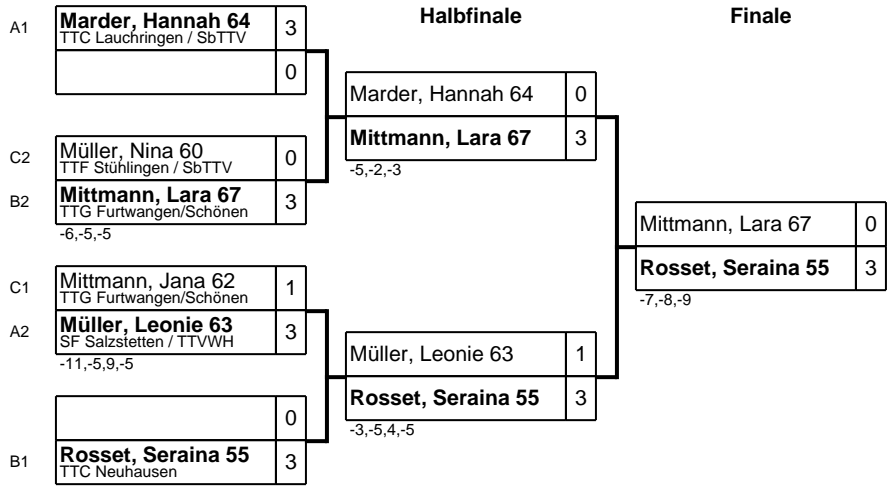 Halbfinale
Finale
A1
Marder, Hannah 64
3
TTC Lauchringen / SbTTV
0
C2
Müller, Nina 60
0
TTF Stühlingen / SbTTV
B2
Mittmann, Lara 67
3
TTG Furtwangen/Schönen
-6,-5,-5
C1
Mittmann, Jana 62
1
TTG Furtwangen/Schönen
A2
Müller, Leonie 63
3
SF Salzstetten / TTVWH
-11,-5,9,-5
0
B1
Rosset, Seraina 55
3
TTC Neuhausen
Marder, Hannah 64
0
Mittmann, Lara 67
3
-5,-2,-3
Müller, Leonie 63
1
Rosset, Seraina 55
3
-3,-5,4,-5
Mittmann, Lara 67
0
Rosset, Seraina 55
3
-7,-8,-9